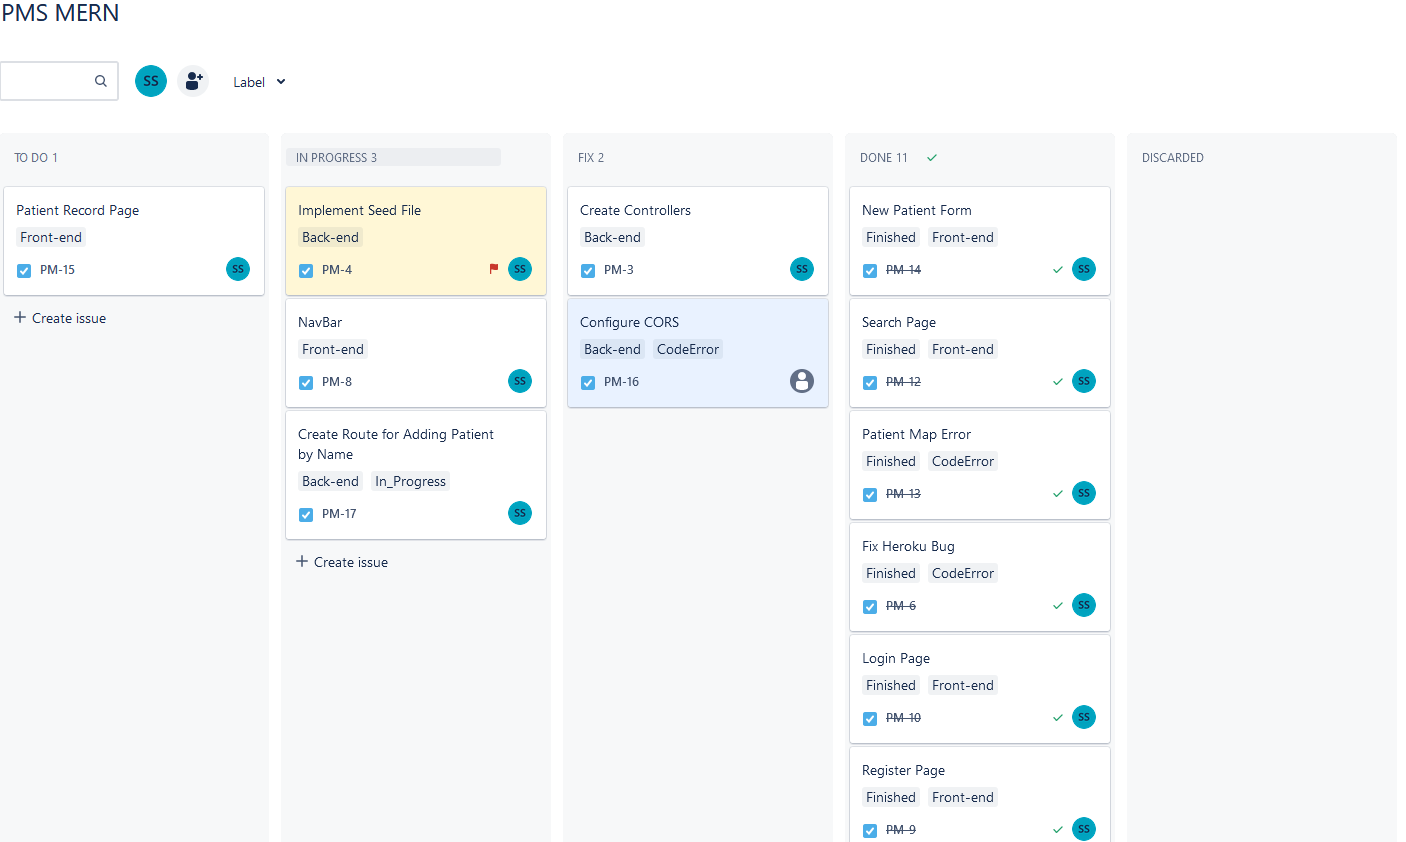 PMS MERN
SS
Label
TO DO 1
Patient Record Page
Front-end
PM-15 SS
Create issue
IN PROGRESS 3
Implement Seed File
Back-end
PM-4 SS
NavBar
Front-end
PM-8 SS
Create Route for Adding Patient
by Name
Back-end In_Progress
PM-17 SS
Create issue
FIX 2
Create Controllers
Back-end
PM-3 SS
Configure CORS
Back-end CodeError
PM-16
DONE 11
New Patient Form
Finished Front-end
PM-14 SS
Search Page
Finished Front-end
PM-12 SS
Patient Map Error
Finished CodeError
PM-13 SS
Fix Heroku Bug
Finished CodeError
PM-6 SS
Login Page
Finished Front-end
PM-10 SS
Register Page
Finished Front-end
PM-9 SS
DISCARDED